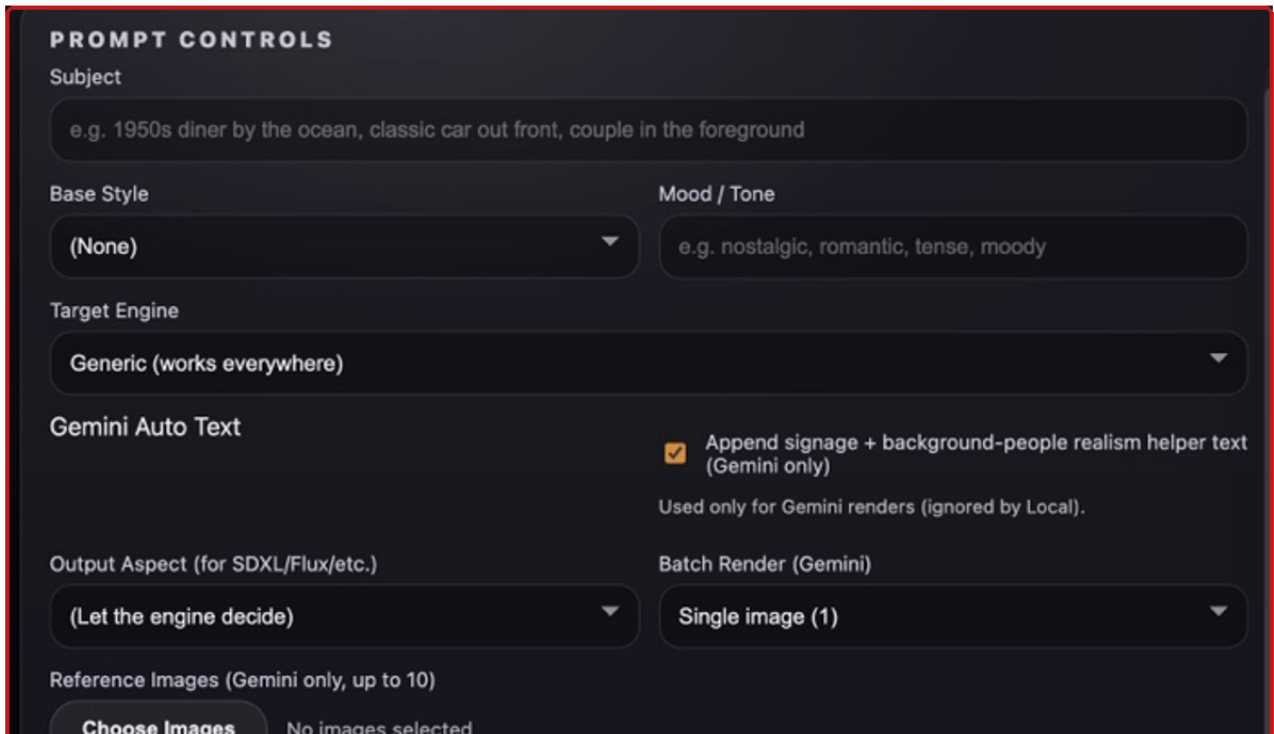 PROMPT CONTROLS
Subject
e.g. 1950s diner by the ocean, classic car out front, couple in the foreground
Base Style
Mood / Tone
(None)
e.g. nostalgic, romantic, tense, moody
Target Engine
Generic (works everywhere)
Gemini Auto Text
Append signage + background-people realism helper text
(Gemini only)
Used only for Gemini renders (ignored by Local).
Output Aspect (for SDXL/Flux/etc.)
Batch Render (Gemini)
(Let the engine decide)
Single image (1)
Reference Images (Gemini only, up to 10)
Choose Images
No images selected